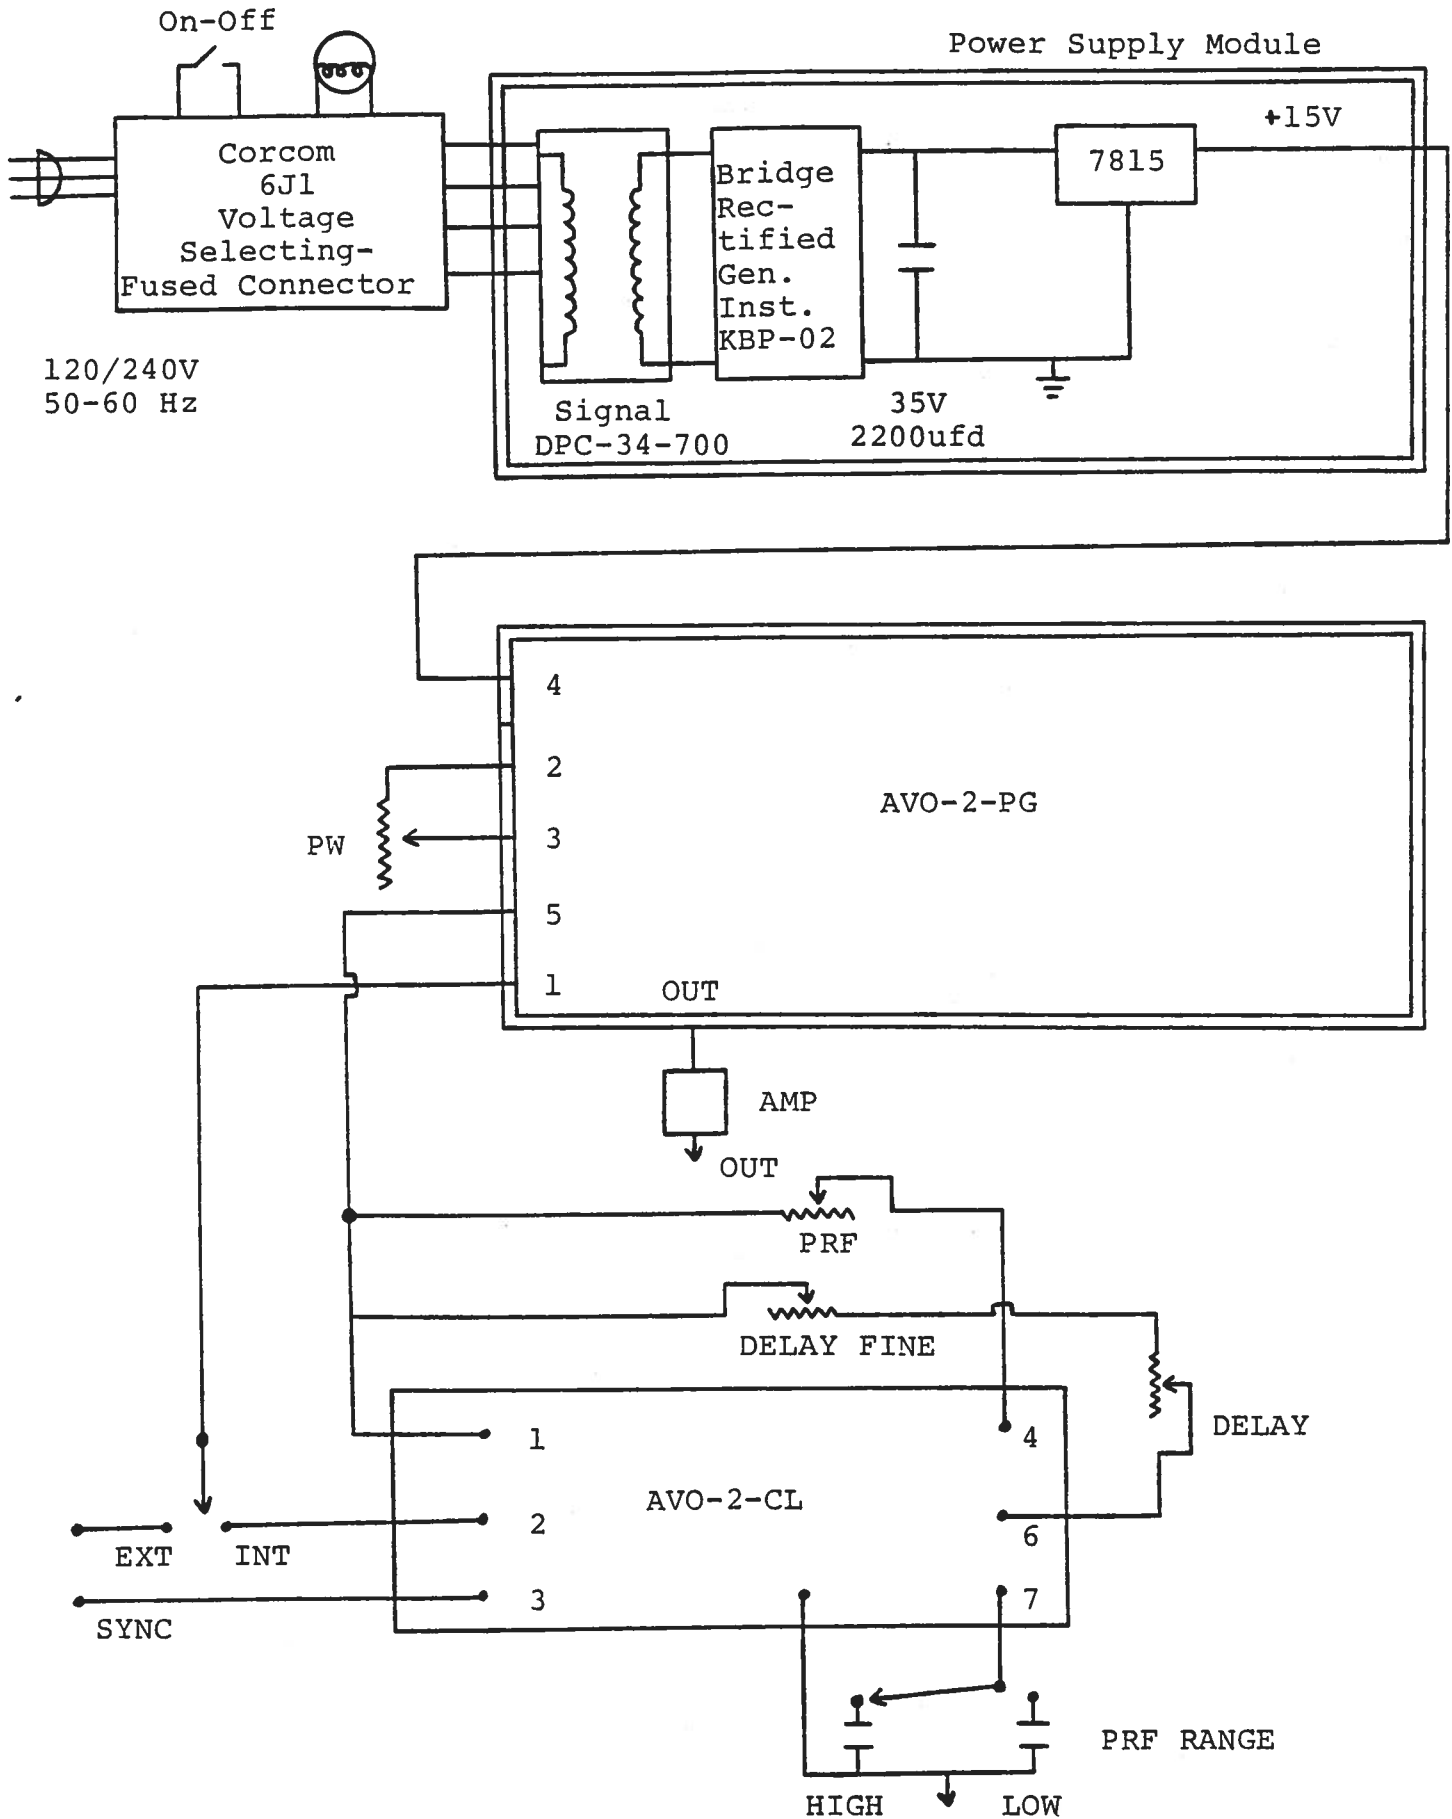 On-Off
Power Supply Module
+15V
Corcom
6J1
Voltage
Selecting-
Fused Connector
Bridge
Rec-
tified
Gen.
Inst.
KBP-02
7815
120/240V
50-60 Hz
Signal
DPC-34-700
35V
2200ufd
4
2
AVO-2-PG
PW
3
5
1
OUT
AMP
OUT
PRF
DELAY FINE
DELAY
1
4
AVO-2-CL
2
6
EXT
INT
3
7
SYNC
PRF RANGE
HIGH
LOW